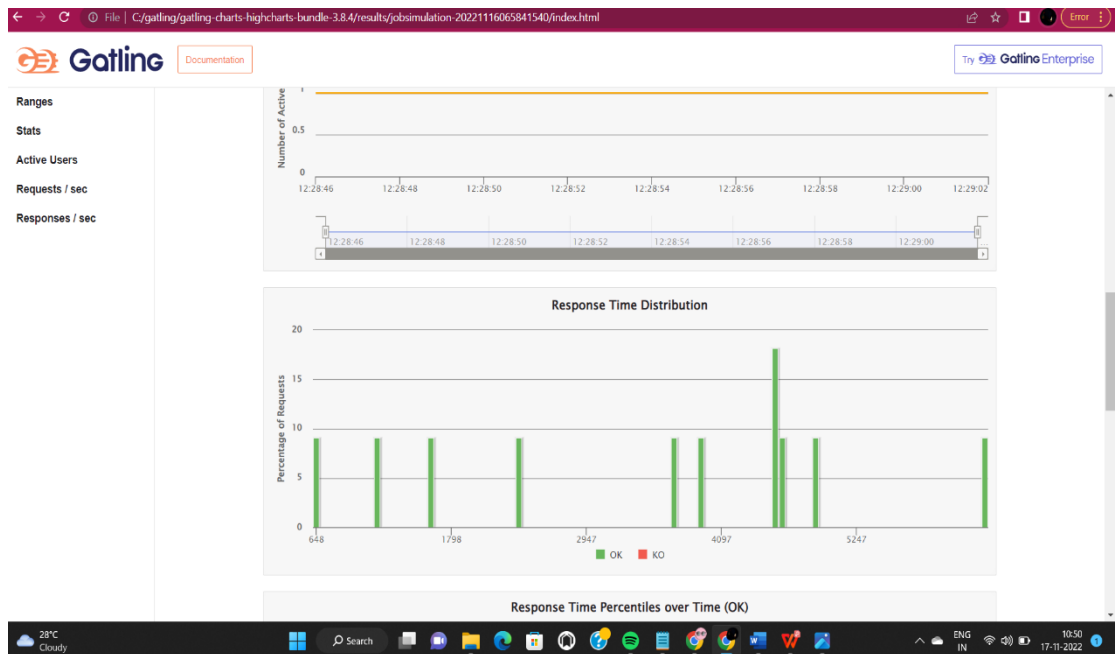 File | C:/gatling/gatling-charts-highcharts-bundle-3.8.4/results/jobsimulation-20221116065841540/index.html
Error
Gatling
Documentation
Try Gatling Enterprise
Ranges
Stats
Active Users
Requests / sec
Responses / sec
Number of Active
1
0.5
0
12:28:46 12:28:48 12:28:50 12:28:52 12:28:54 12:28:56 12:28:58 12:29:00 12:29:02
12:28:46 12:28:48 12:28:50 12:28:52 12:28:54 12:28:56 12:28:58 12:29:00
Response Time Distribution
Percentage of Requests
20
15
10
5
0
648 1798 2947 4097 5247
OK KO
Response Time Percentiles over Time (OK)
28°C
Cloudy
Search
ENG
IN
10:50
17-11-2022
1